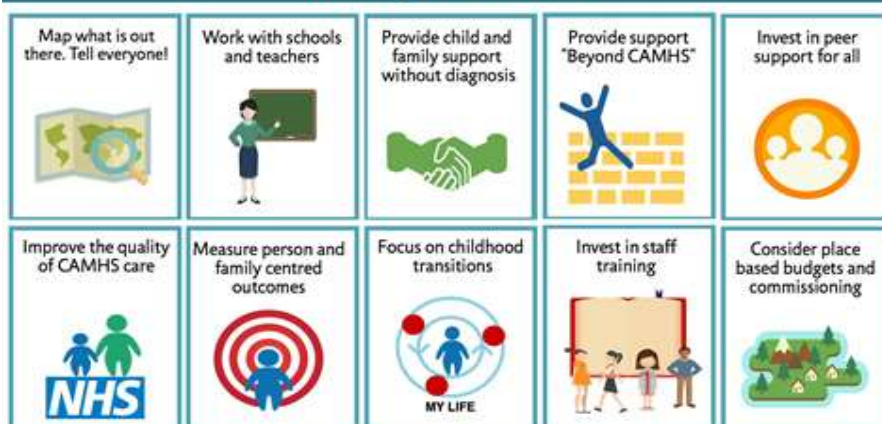 Map what is out
there. Tell everyone!
Work with schools
and teachers
Provide child and
family support
without diagnosis
Provide support
"Beyond CAMHS"
Invest in peer
support for all
Improve the quality
of CAMHS care
NHS
Measure person and
family centred
outcomes
Focus on childhood
transitions
MY LIFE
Invest in staff
training
Consider place
based budgets and
commissioning